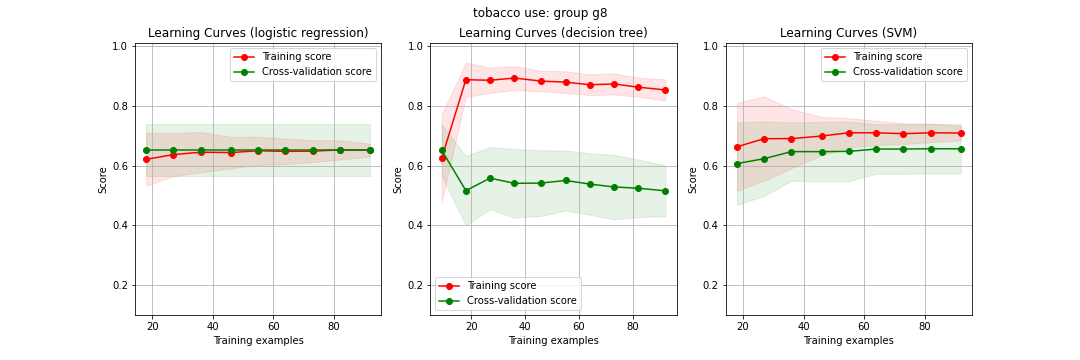 tobacco use: group g8
Learning Curves (logistic regression)
Training score
Cross-validation score
1.0
0.8
0.6
0.4
0.2
Score
20
40
60
80
Training examples
Learning Curves (decision tree)
1.0
0.8
0.6
0.4
0.2
Score
Training score
Cross-validation score
20
40
60
80
Training examples
Learning Curves (SVM)
Training score
Cross-validation score
1.0
0.8
0.6
0.4
0.2
Score
20
40
60
80
Training examples